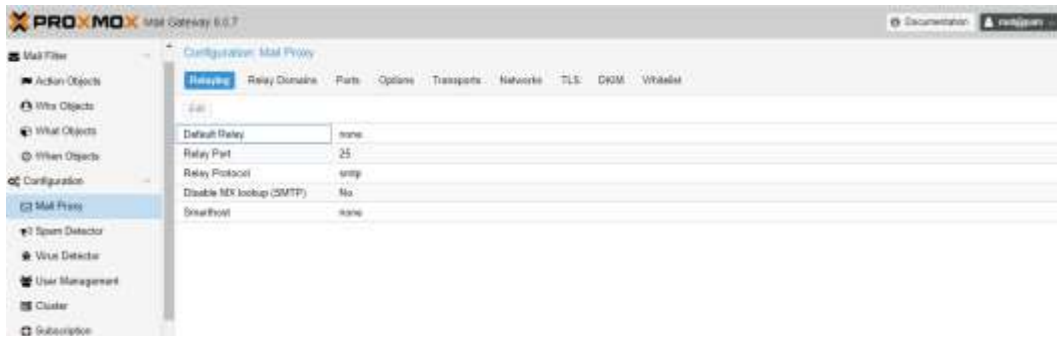 PROXMOX Mail Gateway 6.0.7
Documentation
root@pam
Mail Filter
Action Objects
Who Objects
What Objects
When Objects
Configuration
Mail Proxy
Spam Detector
Virus Detector
User Management
Cluster
Subscription
Configuration: Mail Proxy
Relaying Relay Domains Ports Options Transports Networks TLS DKIM Whitelist
Edit
Default Relay none
Relay Port 25
Relay Protocol smtp
Disable MX lookup (SMTP) No
Smarthost none